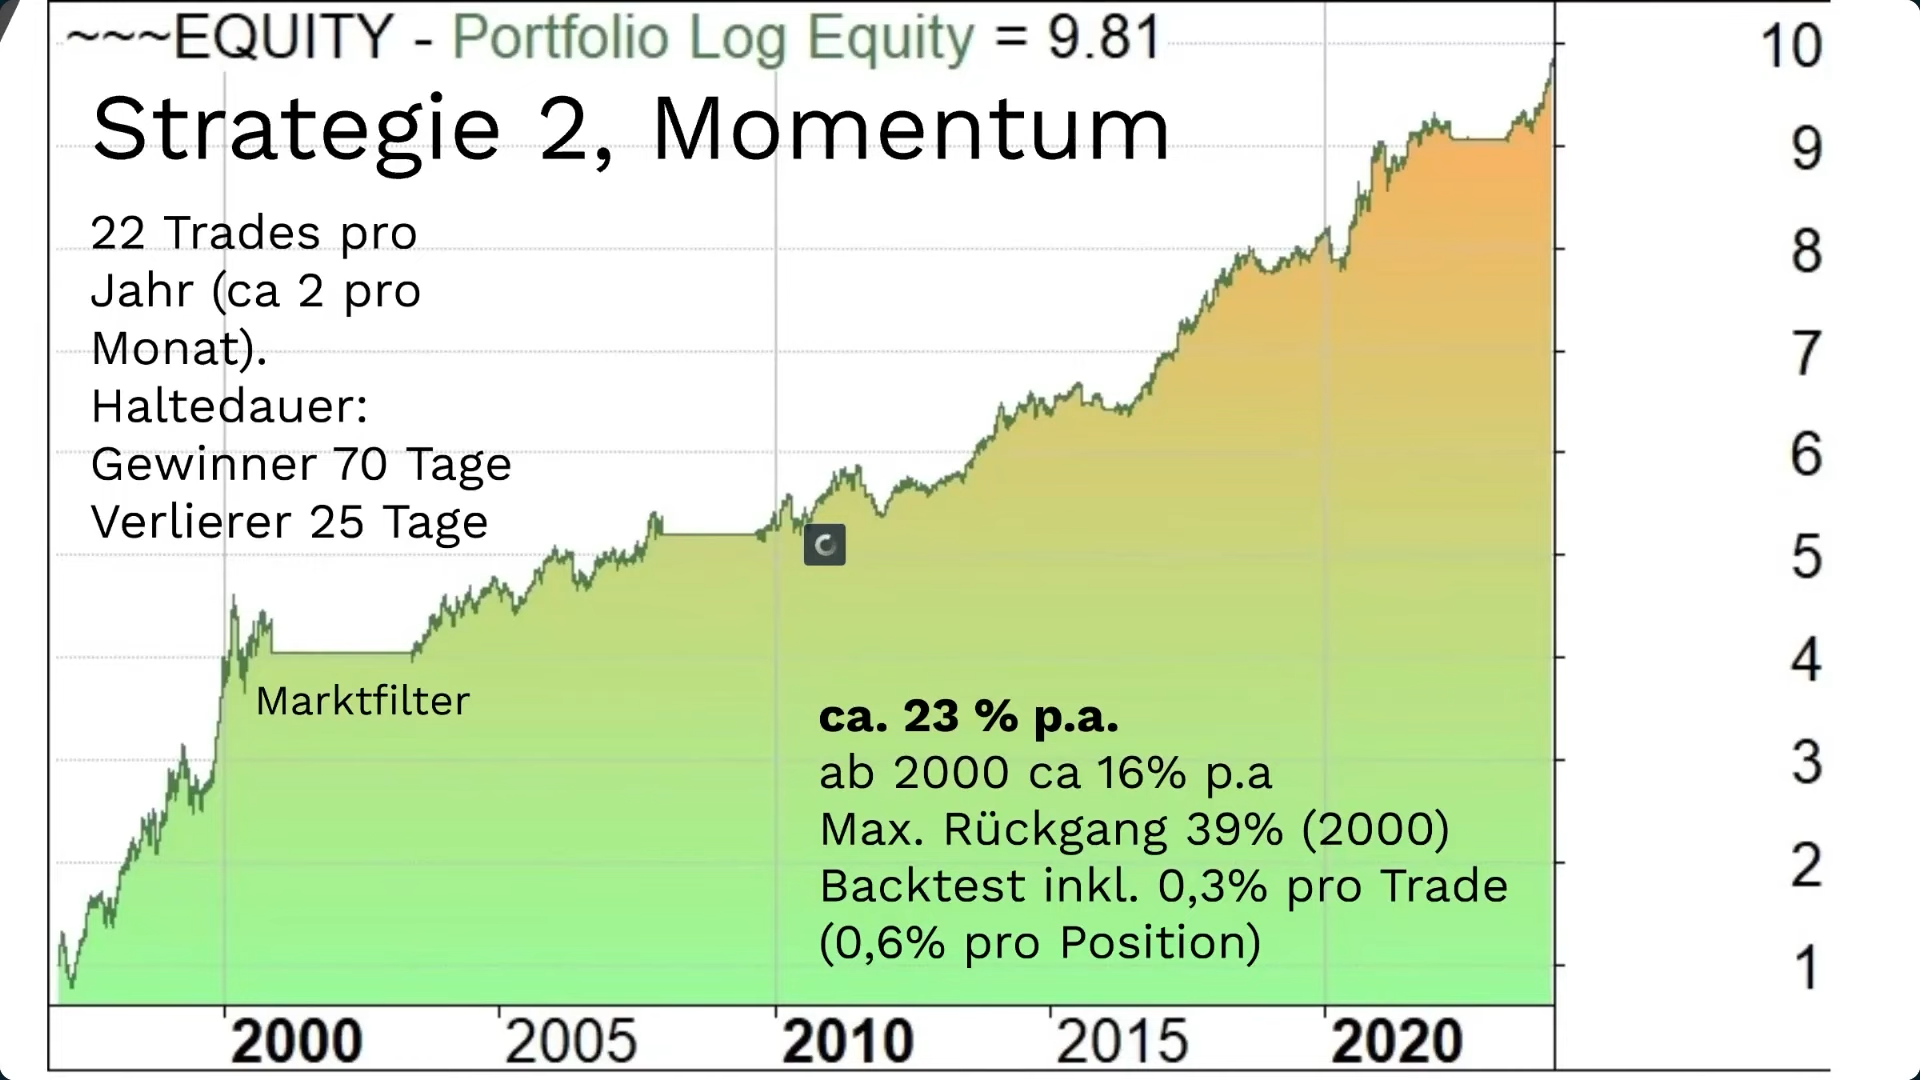 ~~~EQUITY - Portfolio Log Equity = 9.81
Strategie 2, Momentum
22 Trades pro
Jahr (ca 2 pro
Monat).
Haltedauer:
Gewinner 70 Tage
Verlierer 25 Tage
Marktfilter
ca. 23 % p.a.
ab 2000 ca 16% p.a
Max. Rückgang 39% (2000)
Backtest inkl. 0,3% pro Trade
(0,6% pro Position)
10
9
8
7
6
5
4
3
2
1
2000 2005 2010 2015 2020